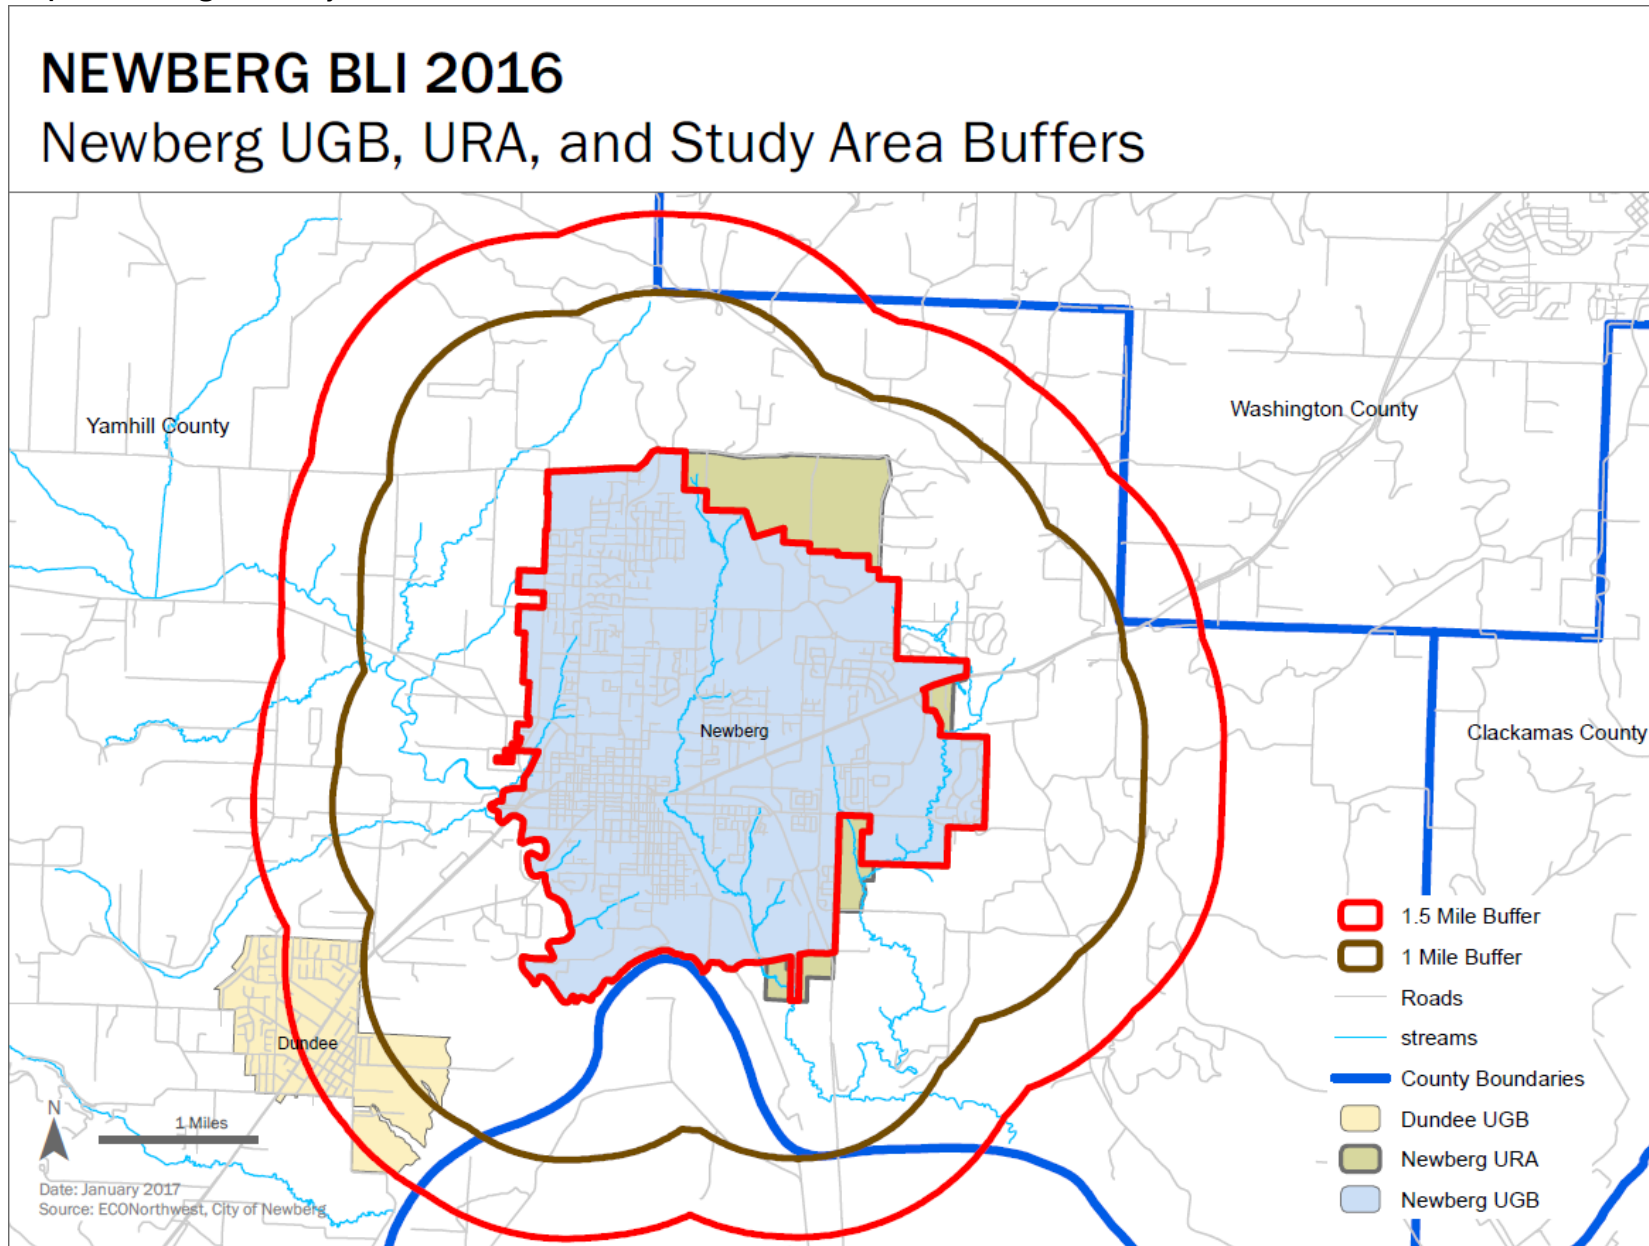 NEWBERG BLI 2016
Newberg UGB, URA, and Study Area Buffers
Yamhill County
Washington County
Newberg
Clackamas County
Dundee
1.5 Mile Buffer
1 Mile Buffer
Roads
streams
County Boundaries
Dundee UGB
Newberg URA
Newberg UGB
N
1 Miles
Date: January 2017
Source: ECONorthwest, City of Newberg